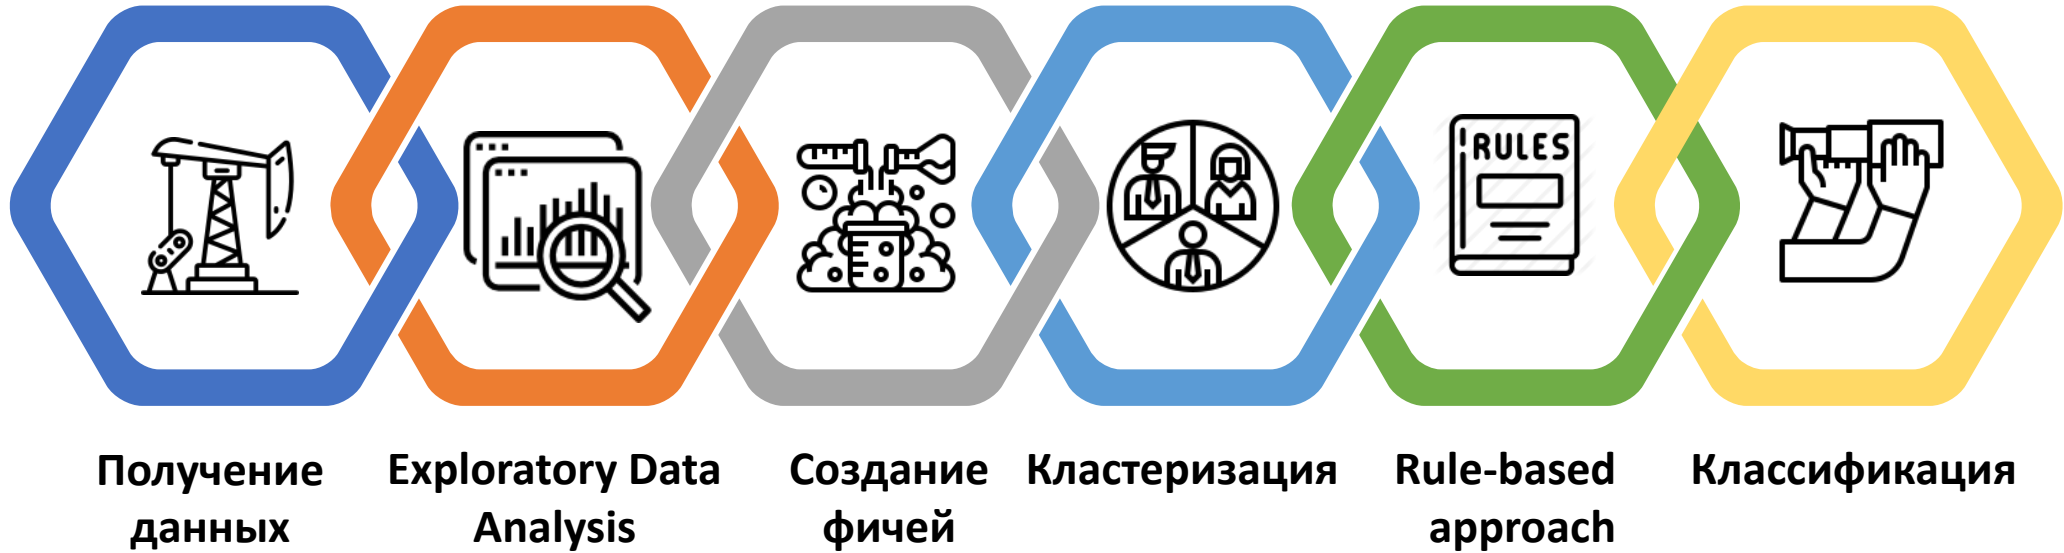 RULES
Получение
данных
Exploratory Data
Analysis
Создание
фичей
Кластеризация
Rule-based
approach
Классификация